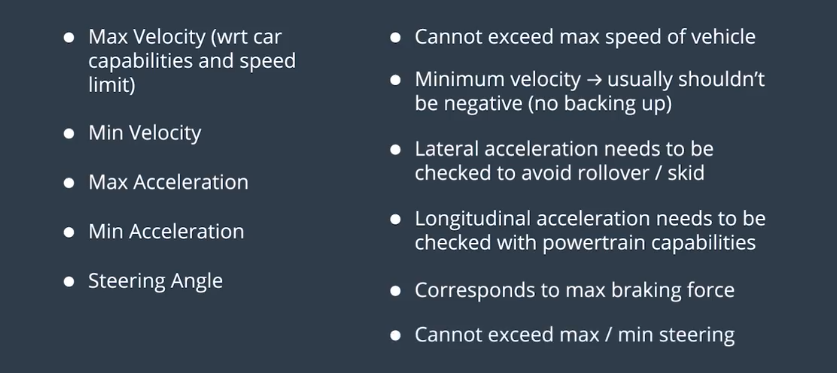 Max Velocity (wrt car
capabilities and speed
limit)
Min Velocity
Max Acceleration
Min Acceleration
Steering Angle
Cannot exceed max speed of vehicle
Minimum velocity → usually shouldn't
be negative (no backing up)
Lateral acceleration needs to be
checked to avoid rollover / skid
Longitudinal acceleration needs to be
checked with powertrain capabilities
Corresponds to max braking force
Cannot exceed max / min steering